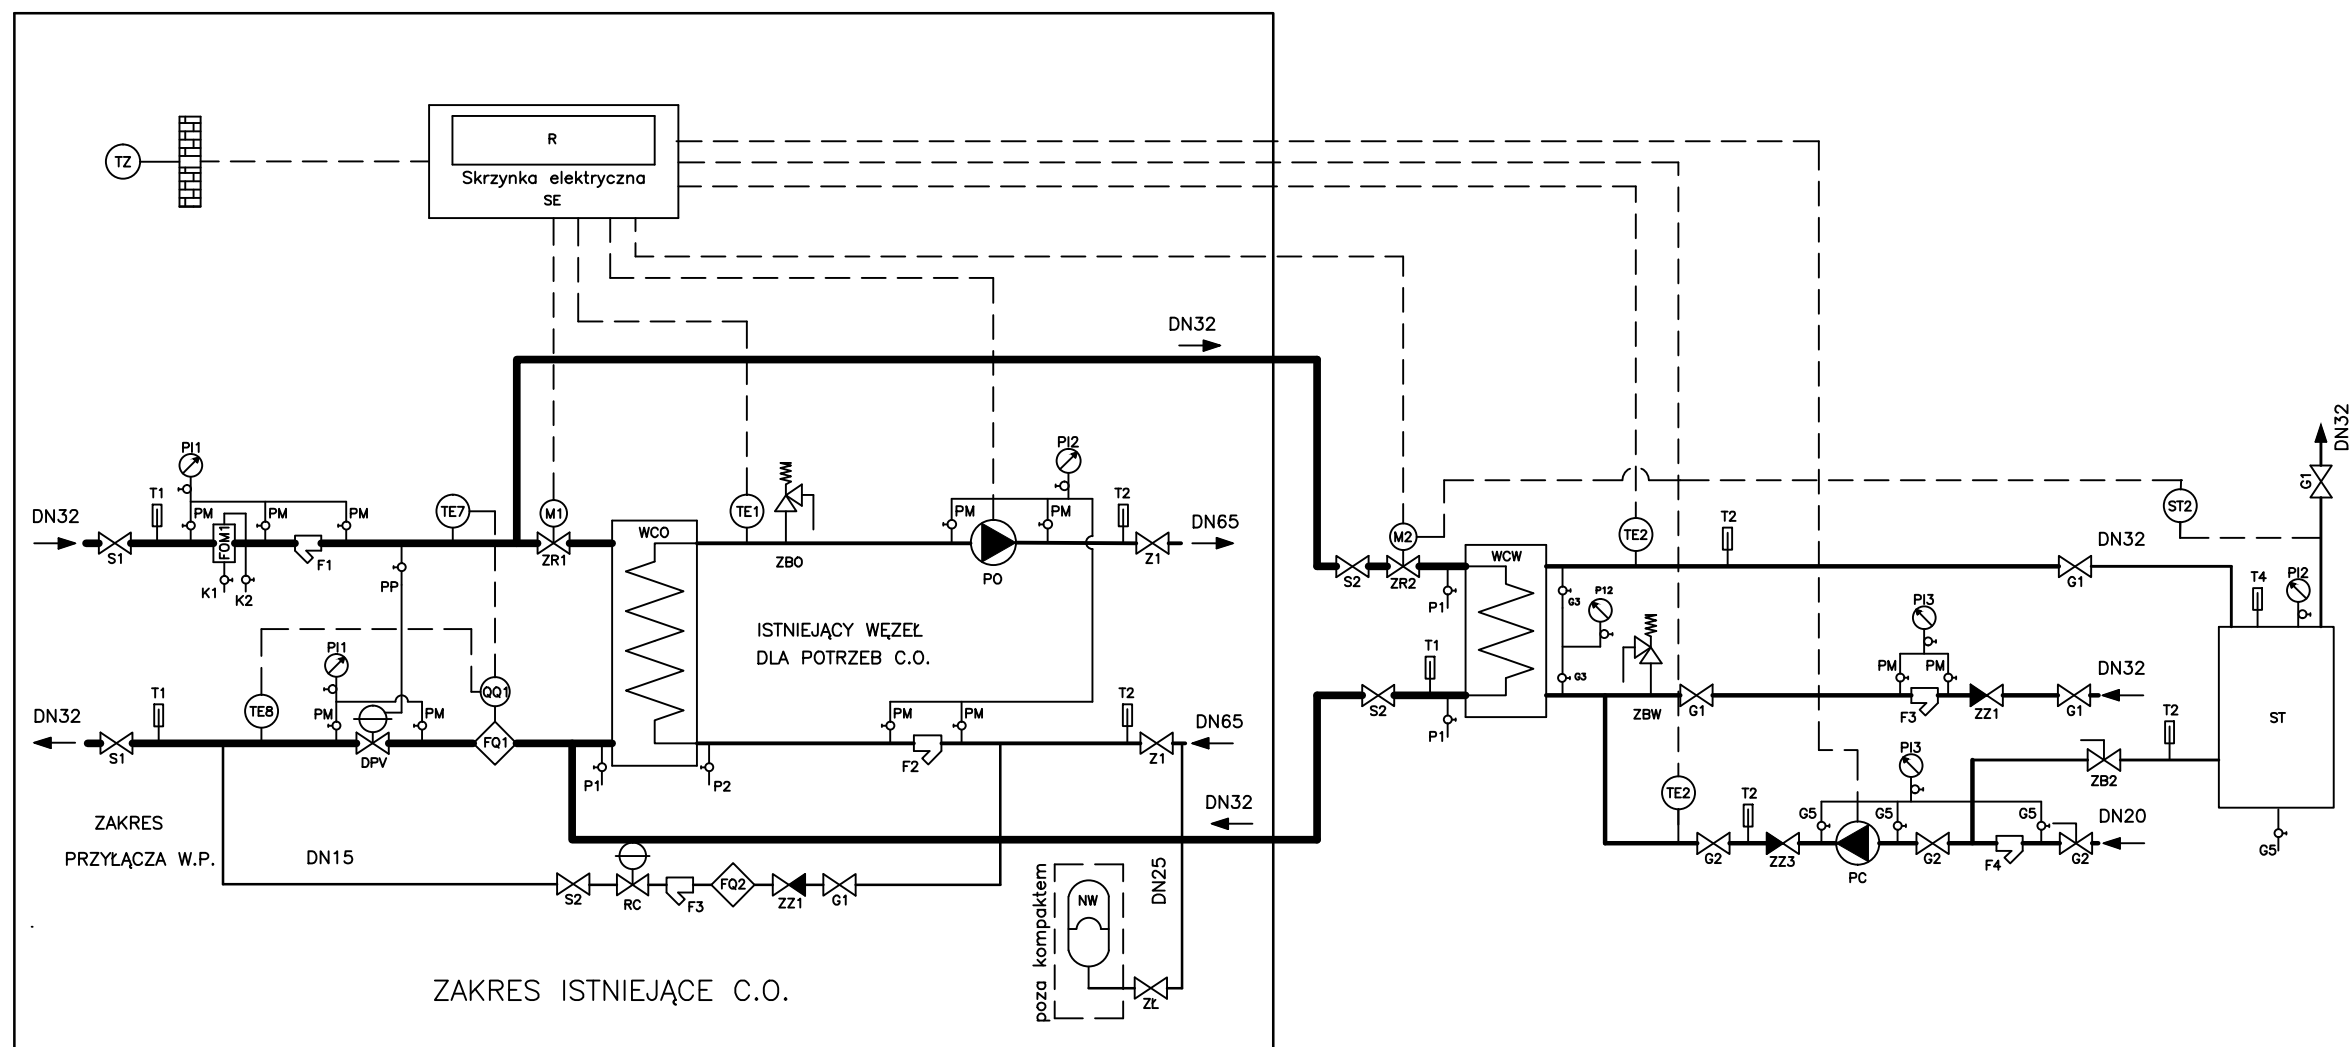 R
Skrzynka elektryczna
SE
TZ
DN32
DN32
PI1
T1
PM
PM
PM
TE7
M1
TE1
ZBO
PM
PI2
PM
T2
DN65
DN32
S1
FOM1
K1
K2
F1
PP
ZR1
WCO
PO
Z1
ISTNIEJĄCY WĘZEŁ
DLA POTRZEB C.O.
DN32
T1
TE8
PI1
PM
PM
QQ1
FQ1
S1
DPV
P1
P2
PM
PM
F2
T2
DN65
Z1
DN32
ZAKRES
PRZYŁĄCZA W.P.
DN15
S2
RC
F3
FQ2
ZZ1
G1
poza kompaktem
NW
DN25
ZŁ
ZAKRES ISTNIEJĄCE C.O.
M2
S2
ZR2
P1
WCW
TE2
T2
ST2
G1
DN32
G1
T4
PI2
G3
P12
G3
T1
S2
P1
ZBW
G1
PI3
PM
PM
F3
ZZ1
G1
DN32
ST
T2
ZB2
TE2
T2
G2
ZZ3
G5
PC
G5
PI3
G2
F4
G5
G2
DN20
G5